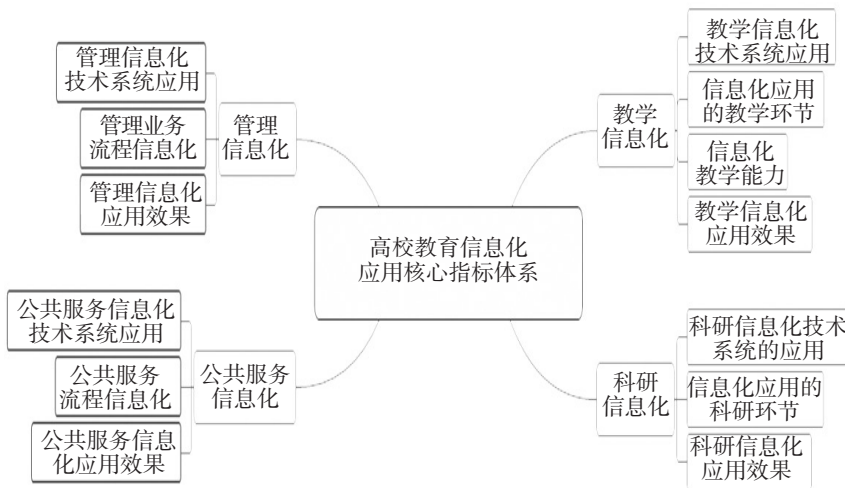 高校教育信息化
应用核心指标体系
教学
信息化
教学信息化
技术系统应用
信息化应用
的教学环节
信息化
教学能力
教学信息化
应用效果
科研
信息化
科研信息化技术
系统的应用
信息化应用的
科研环节
科研信息化
应用效果
管理
信息化
管理信息化
技术系统应用
管理业务
流程信息化
管理信息化
应用效果
公共服务
信息化
公共服务信息化
技术系统应用
公共服务
流程信息化
公共服务信息
化应用效果